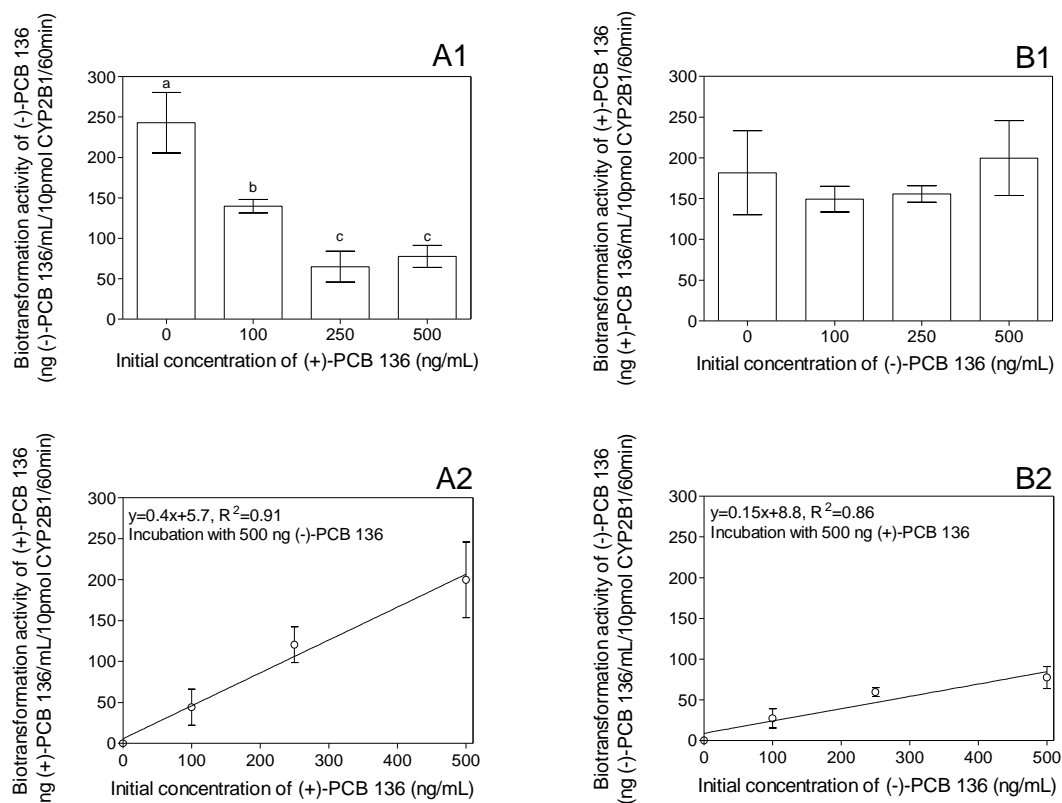 A1
Biotransformation activity of (-)-PCB 136
(ng (-)-PCB 136/mL/10pmol CYP2B1/60min)
300
250
200
150
100
50
0
a
b
c
c
0 100 250 500
Initial concentration of (+)-PCB 136 (ng/mL)
B1
Biotransformation activity of (+)-PCB 136
(ng (+)-PCB 136/mL/10pmol CYP2B1/60min)
300
250
200
150
100
50
0
0 100 250 500
Initial concentration of (-)-PCB 136 (ng/mL)
A2
Biotransformation activity of (+)-PCB 136
ng (+)-PCB 136/mL/10pmol CYP2B1/60min)
300
250
200
150
100
50
0
y=0.4x+5.7, R²=0.91
Incubation with 500 ng (-)-PCB 136
0 100 200 300 400 500
Initial concentration of (+)-PCB 136 (ng/mL)
B2
Biotransformation activity of (-)-PCB 136
ng (-)-PCB 136/mL/10pmol CYP2B1/60min)
300
250
200
150
100
50
0
y=0.15x+8.8, R²=0.86
Incubation with 500 ng (+)-PCB 136
0 100 200 300 400 500
Initial concentration of (-)-PCB 136 (ng/mL)